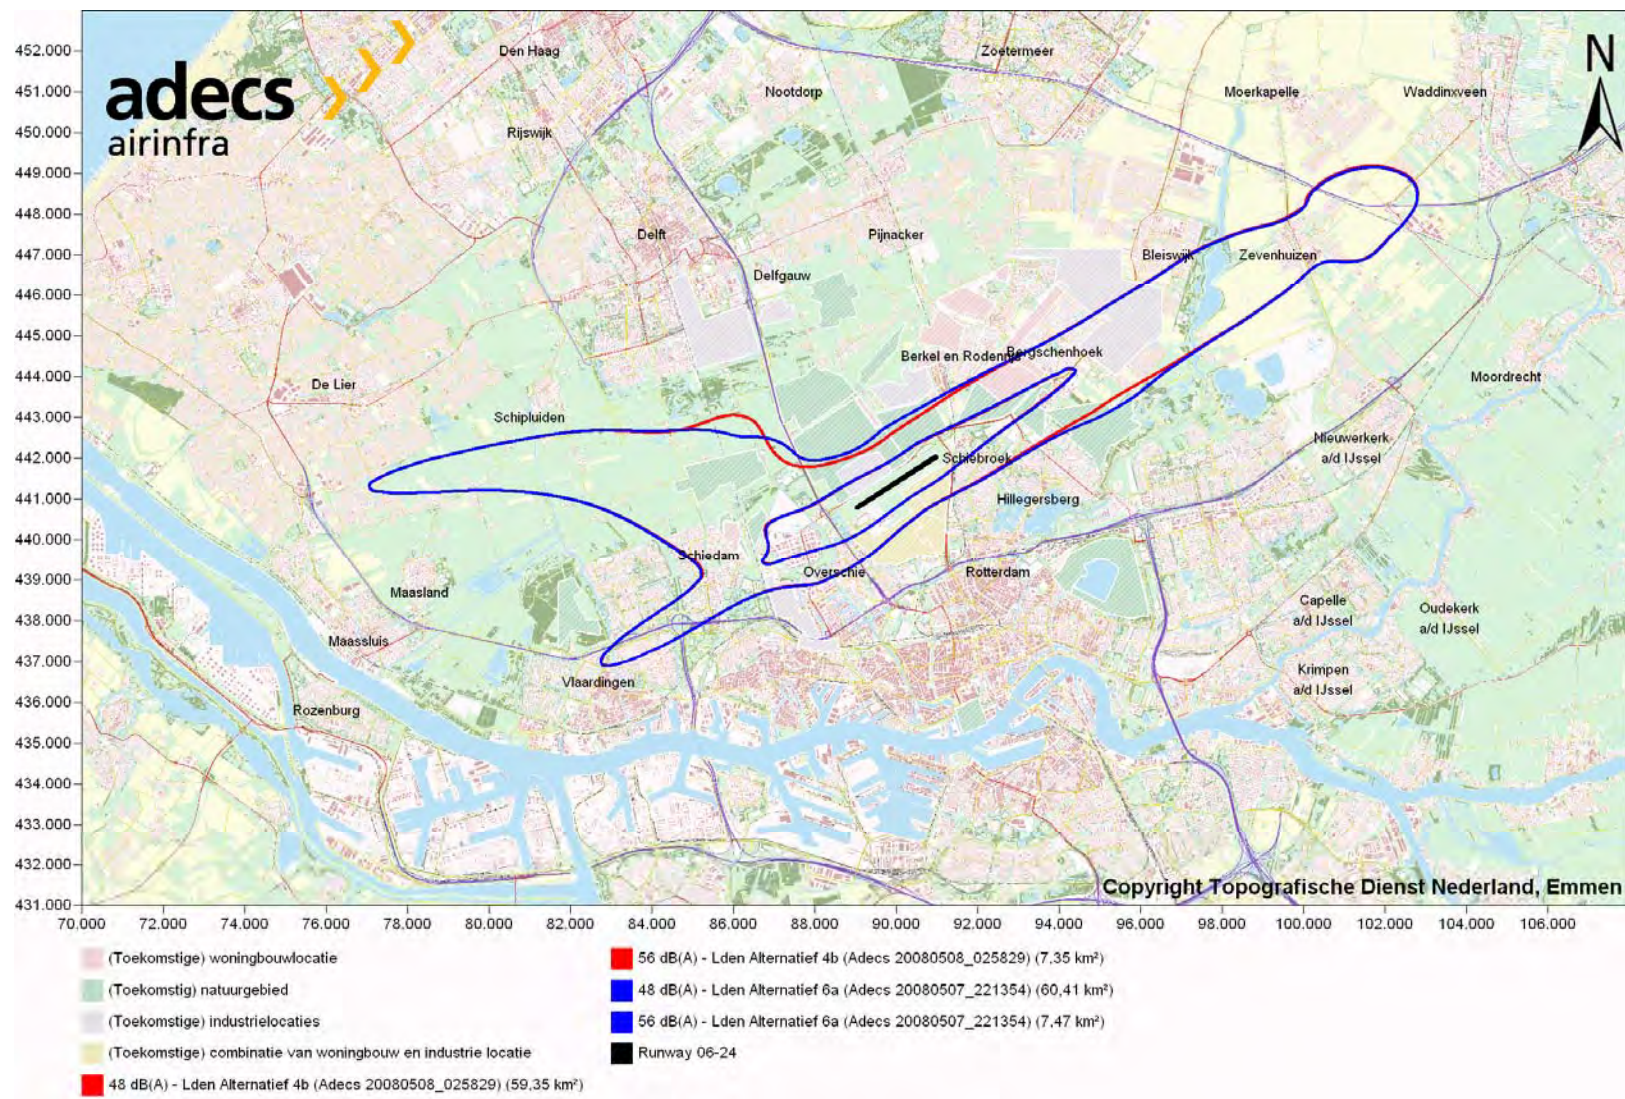 452.000
451.000
450.000
449.000
448.000
447.000
446.000
445.000
444.000
443.000
442.000
441.000
440.000
439.000
438.000
437.000
436.000
435.000
434.000
433.000
432.000
431.000
adecs
airinfra
N
Den Haag
Zoetermeer
Nootdorp
Moerkapelle
Waddinxveen
Rijswijk
Delft
Pijnacker
Bleiswijk
Zevenhuizen
Delfgauw
Berkel en Rodenrijs
Bergschenhoek
De Lier
Moordrecht
Schipluiden
Nieuwerkerk
a/d IJssel
Schiebroek
Hillegersberg
Schiedam
Overschie
Rotterdam
Maasland
Capelle
a/d IJssel
Oudekerk
a/d IJssel
Maassluis
Krimpen
a/d IJssel
Vlaardingen
Rozenburg
Copyright Topografische Dienst Nederland, Emmen
70.000 72.000 74.000 76.000 78.000 80.000 82.000 84.000 86.000 88.000 90.000 92.000 94.000 96.000 98.000 100.000 102.000 104.000 106.000
(Toekomstige) woningbouwlocatie
(Toekomstig) natuurgebied
(Toekomstige) industrielocaties
(Toekomstige) combinatie van woningbouw en industrie locatie
48 dB(A) - Lden Alternatief 4b (Adecs 20080508_025829) (59,35 km²)
56 dB(A) - Lden Alternatief 4b (Adecs 20080508_025829) (7,35 km²)
48 dB(A) - Lden Alternatief 6a (Adecs 20080507_221354) (60,41 km²)
56 dB(A) - Lden Alternatief 6a (Adecs 20080507_221354) (7,47 km²)
Runway 06-24